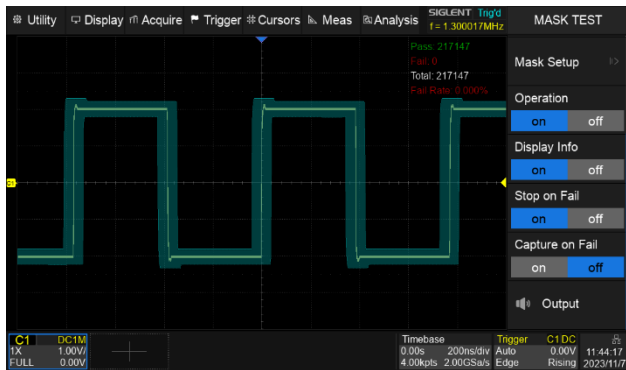 Utility Display Acquire Trigger Cursors Meas Analysis SIGLENT Trig'd MASK TEST
f = 1.300017MHz
Pass: 217147
Fail: 0
Total: 217147
Fail Rate: 0.000%
Mask Setup
Operation
on off
Display Info
on off
Stop on Fail
on off
Capture on Fail
on off
Output
C1
C1 DC1M
1X 1.00V/
FULL 0.00V
Timebase
0.00s 200ns/div
4.00kpts 2.00GSa/s
Trigger C1 DC
Auto 0.00V
Edge Rising
11:44:17
2023/11/7